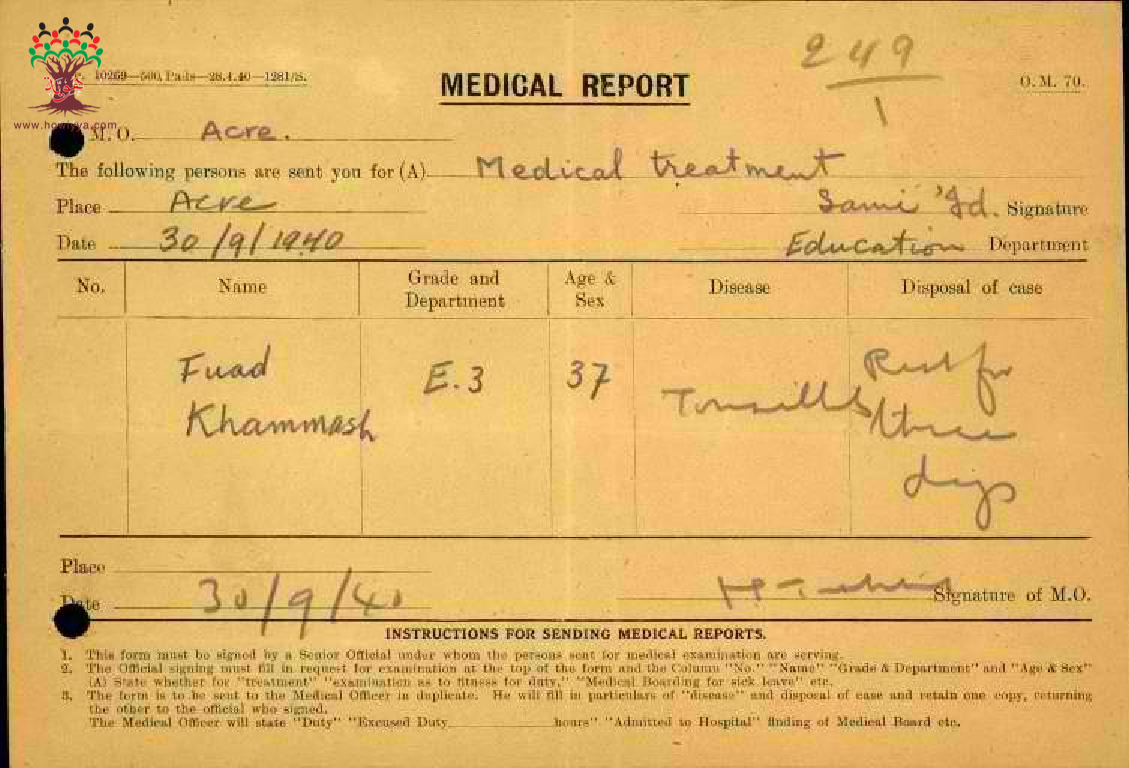 249
1
10269—500, Pads—28.4.40—1281/S.
MEDICAL REPORT
O.M. 70.
www.howiyya.com
M.O. Acre.
The following persons are sent you for (A) Medical treatment
Place Acre
Sami 'Id. Signature
Date 30/9/1940
Education Department
No. Name Grade and Department Age & Sex Disease Disposal of case
Fuad
Khammash
E.3
37
Tonsillitis
Rest for
three
days
Place
Date 30/9/40
Signature of M.O.
INSTRUCTIONS FOR SENDING MEDICAL REPORTS.
1. This form must be signed by a Senior Official under whom the persons sent for medical examination are serving.
2. The Official signing must fill in request for examination at the top of the form and the Column "No." "Name" "Grade & Department" and "Age & Sex"
(A) State whether for "treatment" "examination as to fitness for duty," "Medical Boarding for sick leave" etc.
3. The form is to be sent to the Medical Officer in duplicate. He will fill in particulars of "disease" and disposal of case and retain one copy, returning
the other to the official who signed.
The Medical Officer will state "Duty" "Excused Duty hours" "Admitted to Hospital" finding of Medical Board etc.